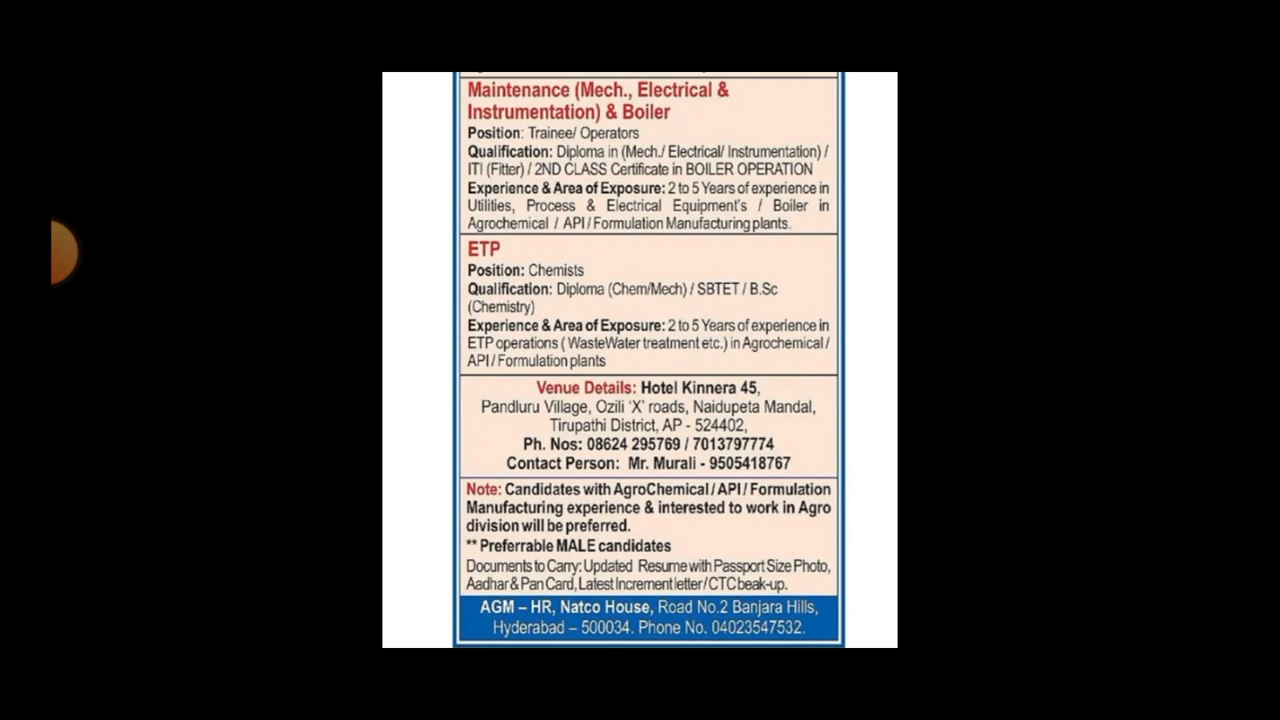 Maintenance (Mech., Electrical &
Instrumentation) & Boiler
Position: Trainee/ Operators
Qualification: Diploma in (Mech./ Electrical/ Instrumentation) /
ITI (Fitter) / 2ND CLASS Certificate in BOILER OPERATION
Experience & Area of Exposure: 2 to 5 Years of experience in
Utilities, Process & Electrical Equipment's / Boiler in
Agrochemical / API / Formulation Manufacturing plants.
ETP
Position: Chemists
Qualification: Diploma (Chem/Mech) / SBTET / B.Sc
(Chemistry)
Experience & Area of Exposure: 2 to 5 Years of experience in
ETP operations ( WasteWater treatment etc.) in Agrochemical /
API / Formulation plants
Venue Details: Hotel Kinnera 45,
Pandluru Village, Ozili 'X' roads, Naidupeta Mandal,
Tirupathi District, AP - 524402,
Ph. Nos: 08624 295769 / 7013797774
Contact Person: Mr. Murali - 9505418767
Note: Candidates with AgroChemical / API / Formulation
Manufacturing experience & interested to work in Agro
division will be preferred.
** Preferrable MALE candidates
Documents to Carry: Updated Resume with Passport Size Photo,
Aadhar & Pan Card, Latest Increment letter / CTC beak-up.
AGM – HR, Natco House, Road No.2 Banjara Hills,
Hyderabad – 500034. Phone No. 04023547532.